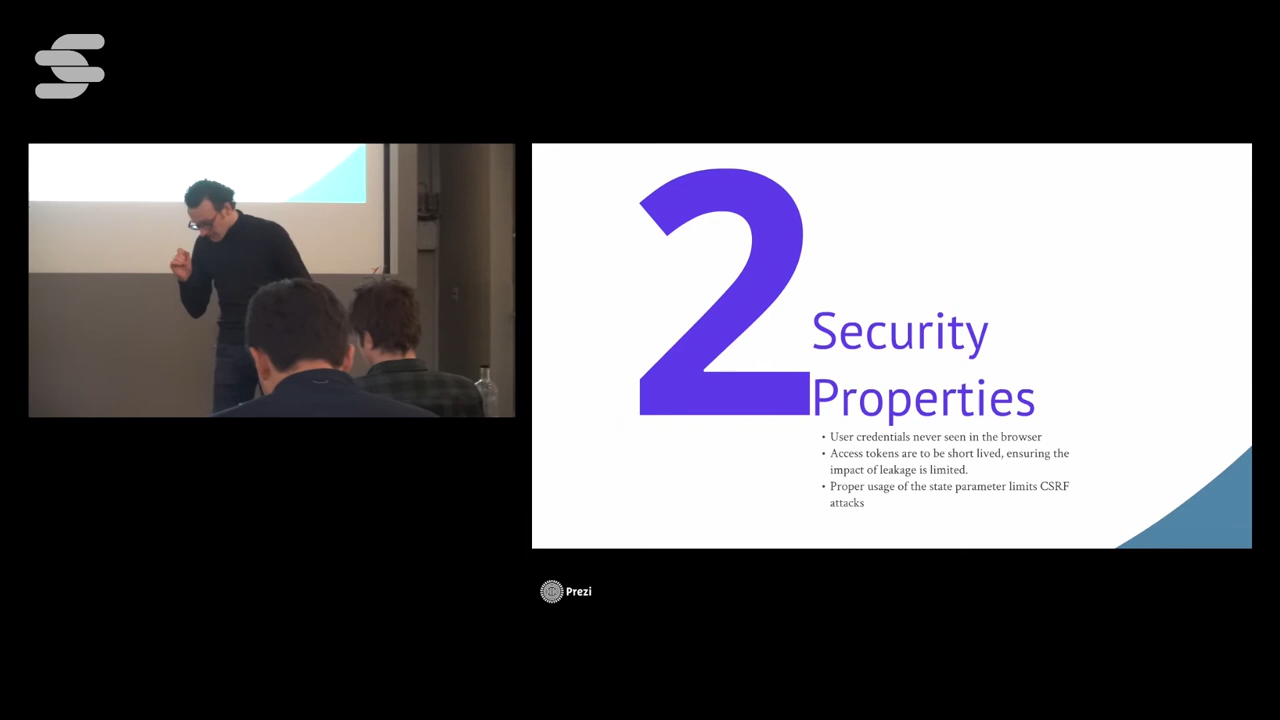 2
Security
Properties
• User credentials never seen in the browser
• Access tokens are to be short lived, ensuring the
impact of leakage is limited.
• Proper usage of the state parameter limits CSRF
attacks
Prezi